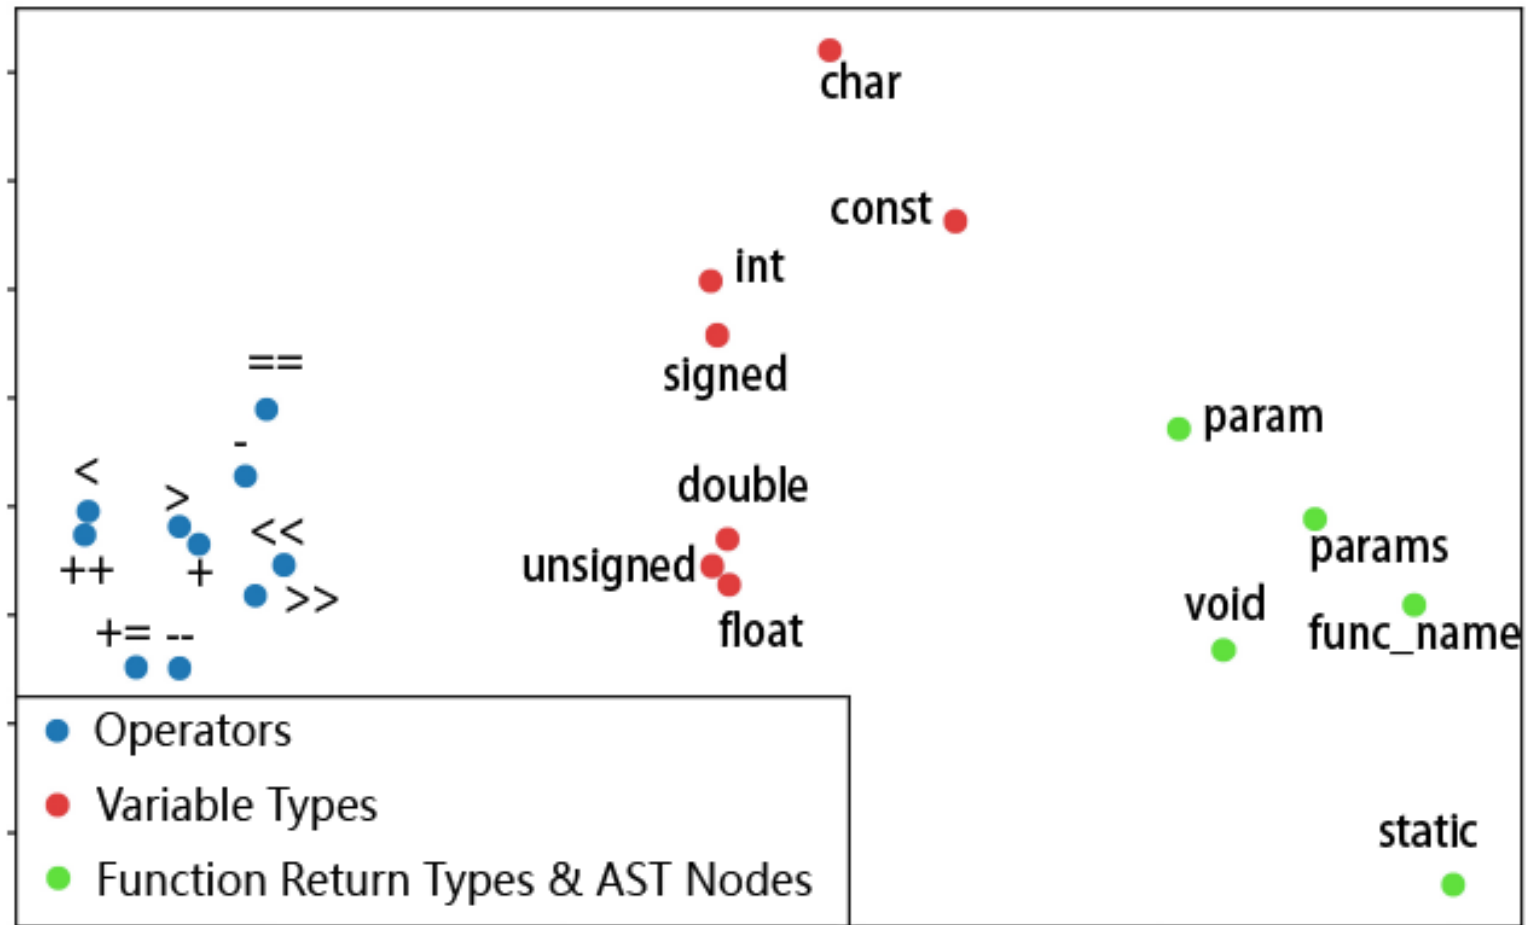 char
const
int
signed
==
-
param
<
>
double
<<
params
unsigned
++
+
>>
void
float
func_name
+=
--
Operators
Variable Types
Function Return Types & AST Nodes
static